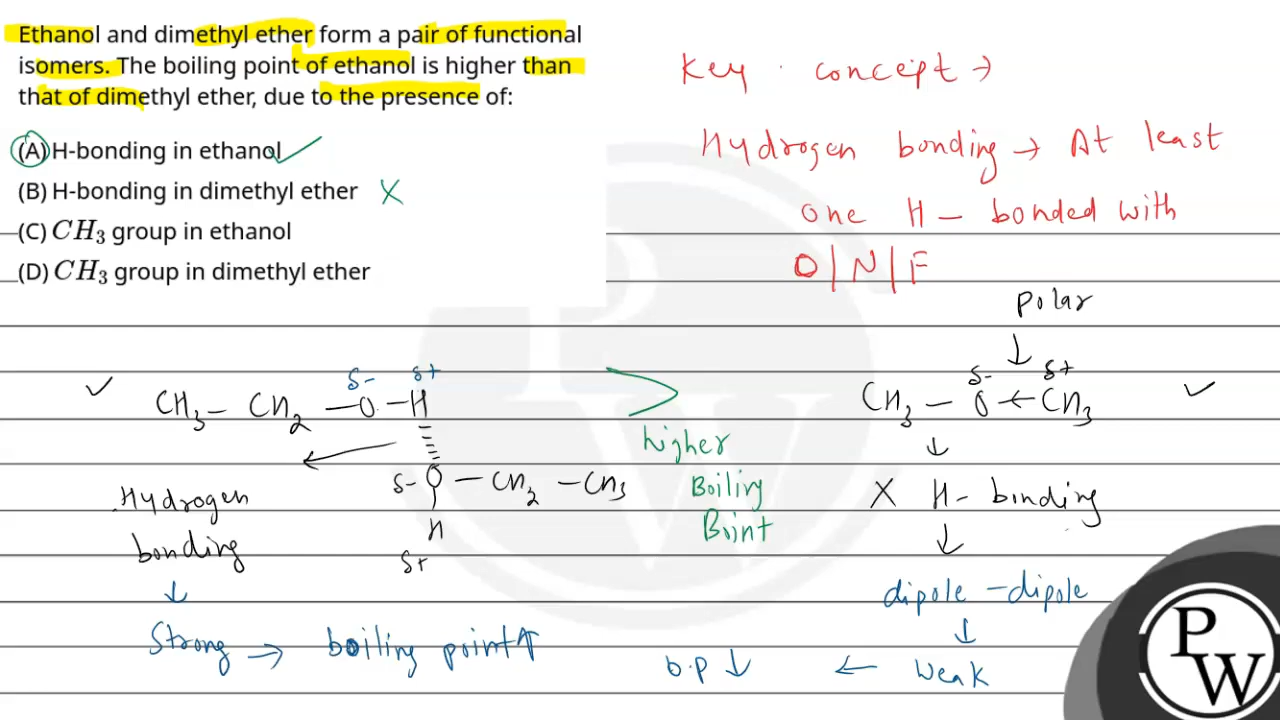 Ethanol and dimethyl ether form a pair of functional
isomers. The boiling point of ethanol is higher than
that of dimethyl ether, due to the presence of:
(A) H-bonding in ethanol
(B) H-bonding in dimethyl ether X
(C) CH₃ group in ethanol
(D) CH₃ group in dimethyl ether
Key concept →
Hydrogen bonding → At least
one H - bonded with
O | N | F
δ- δ+
CH₃ - CH₂ - O - H
δ- O - CH₂ - CH₃
H
δ+
Hydrogen
bonding
↓
Strong → boiling point ↑
>
higher
Boiling
Boint
polar
↓
δ- δ+
CH₃ - O ← CH₃
↓
X H - binding
↓
dipole - dipole
↓
b.p ↓ ← Weak
P
W